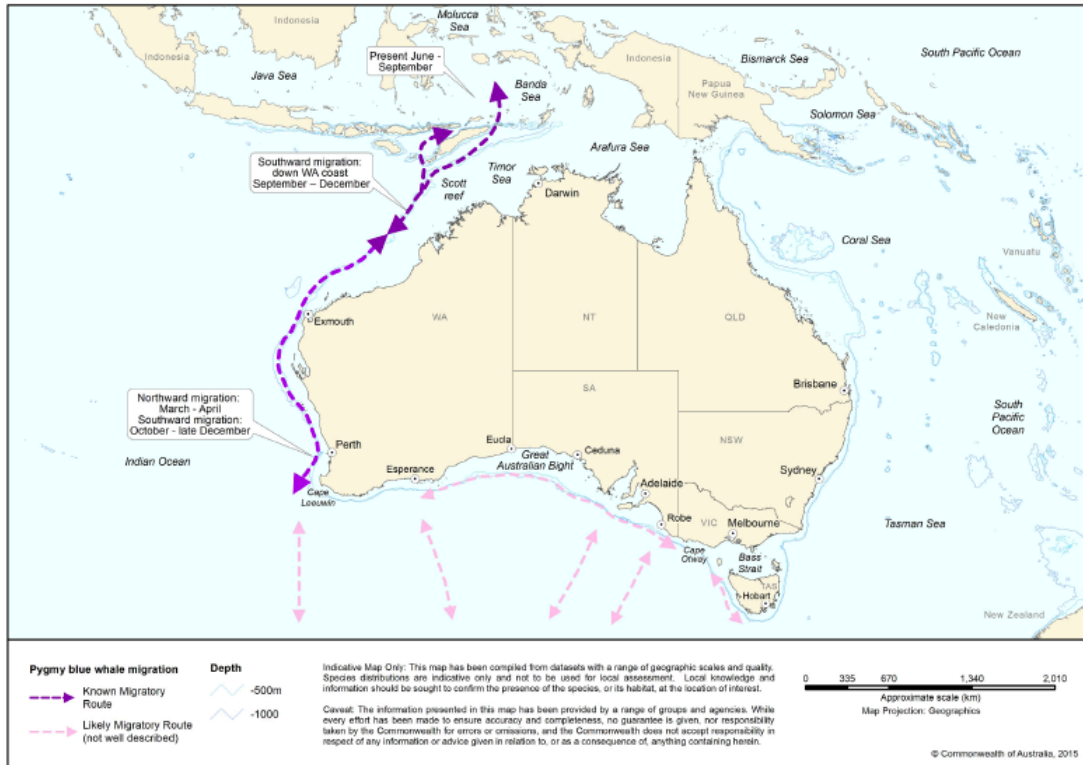 Indonesia
Molucca
Sea
Indonesia
Java Sea
Present June -
September
Banda
Sea
Indonesia
Papua
New Guinea
Bismarck Sea
South Pacific Ocean
Solomon Sea
Arafura Sea
Southward migration:
down WA coast
September – December
Timor
Sea
Scott
reef
Darwin
Coral Sea
Vanuatu
New
Caledonia
Exmouth
WA
NT
QLD
SA
Brisbane
Northward migration:
March - April
Southward migration:
October - late December
Perth
Indian Ocean
Eucla
Great
Australian Bight
Ceduna
NSW
South
Pacific
Ocean
Esperance
Cape
Leeuwin
Adelaide
Sydney
Robe
VIC
Melbourne
Tasman Sea
Cape
Otway
Bass
Strait
TAS
Hobart
New Zealand
Pygmy blue whale migration
Known Migratory
Route
Likely Migratory Route
(not well described)
Depth
-500m
-1000
Indicative Map Only: This map has been compiled from datasets with a range of geographic scales and quality.
Species distributions are indicative only and not to be used for local assessment. Local knowledge and
information should be sought to confirm the presence of the species, or its habitat, at the location of interest.
Caveat: The information presented in this map has been provided by a range of groups and agencies. While
every effort has been made to ensure accuracy and completeness, no guarantee is given, nor responsibility
taken by the Commonwealth for errors or omissions, and the Commonwealth does not accept responsibility in
respect of any information or advice given in relation to, or as a consequence of, anything containing herein.
0 335 670 1,340 2,010
Approximate scale (km)
Map Projection: Geographics
© Commonwealth of Australia, 2015